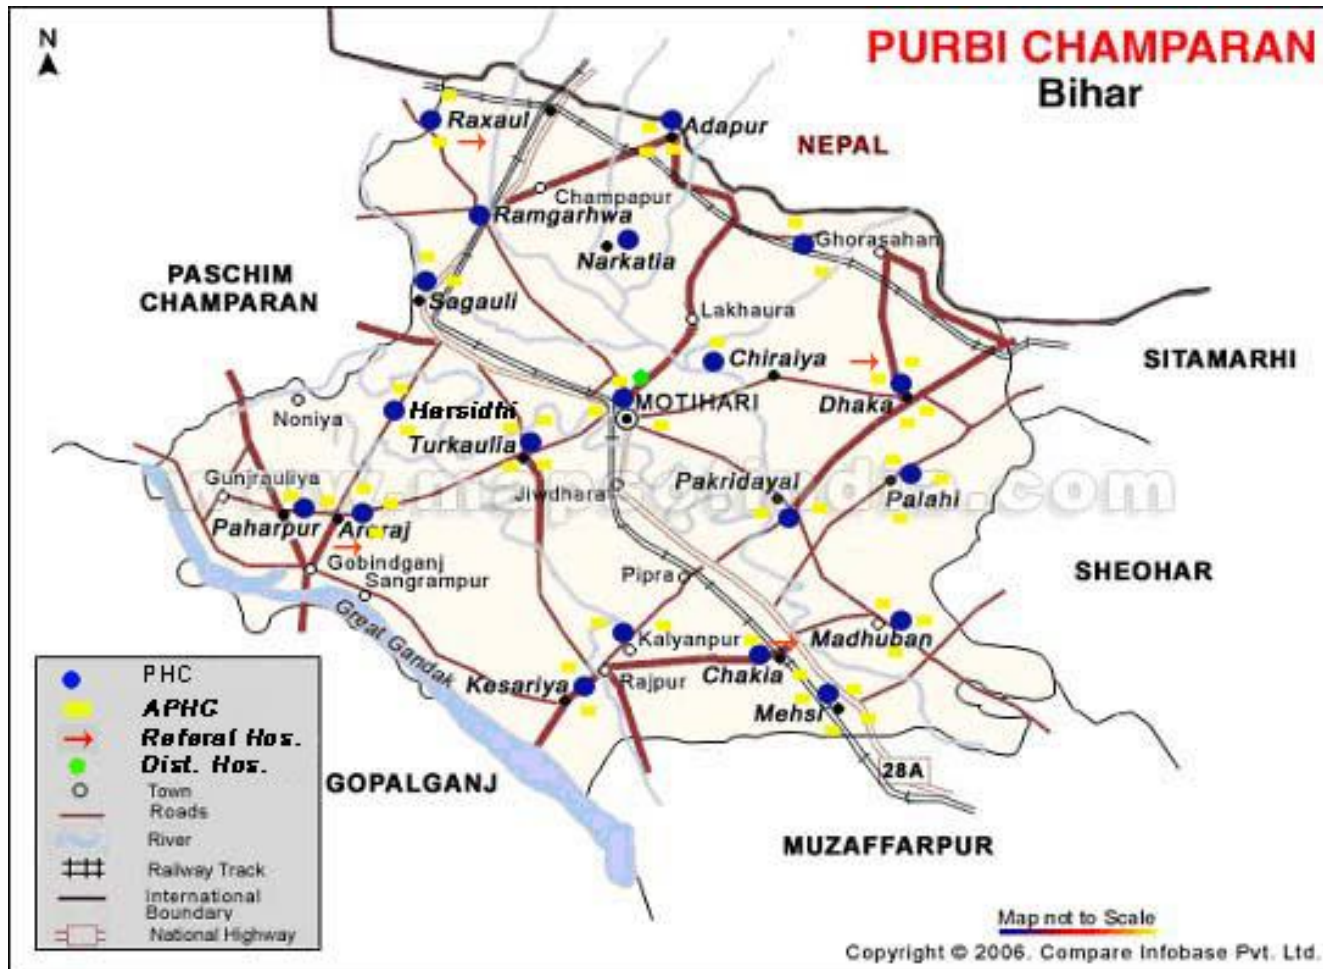 N
PURBI CHAMPARAN
Bihar
Raxaul
Adapur
NEPAL
Champapur
Ramgarhwa
Narkatia
Ghorasahan
PASCHIM
CHAMPARAN
Sagauli
Lakhaura
Chiraiya
SITAMARHI
Noniya
Harsidhi
MOTIHARI
Dhaka
Turkaulia
Gunjrauliya
Jiwdhara
Pakridayal
Palahi
Paharpur
Araraj
Gobindganj
Sangrampur
Pipra
SHEOHAR
Great Gandak
Kalyanpur
Madhuban
Kesariya
Rajpur
Chakia
Mehsi
28A
GOPALGANJ
MUZAFFARPUR
PHC
APHC
Referal Hos.
Dist. Hos.
Town
Roads
River
Railway Track
International
Boundary
National Highway
Map not to Scale
Copyright © 2006. Compare Infobase Pvt. Ltd.